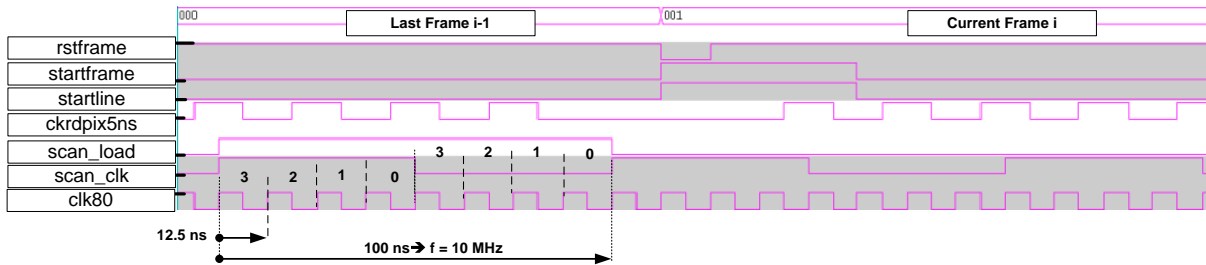 000 001
Last Frame i-1 Current Frame i
rstframe
startframe
startline
ckrdpix5ns
scan_load
3 2 1 0
scan_clk
3 2 1 0
clk80
12.5 ns
100 ns➔ f = 10 MHz